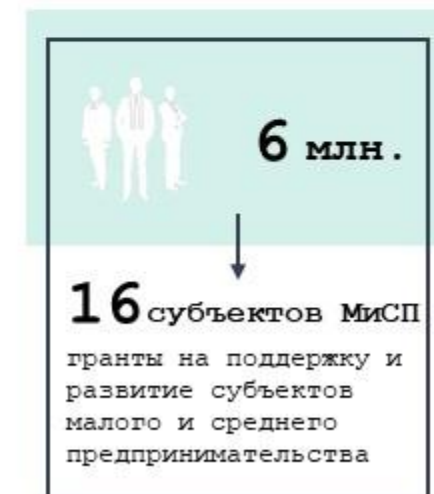 6 млн.
16 субъектов МиСП
гранты на поддержку и
развитие субъектов
малого и среднего
предпринимательства